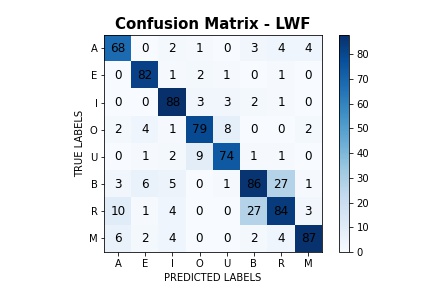 Confusion Matrix - LWF
A 68 0 2 1 0 3 4 4
E 0 82 1 2 1 0 1 0
I 0 0 88 3 3 2 1 0
O 2 4 1 79 8 0 0 2
U 0 1 2 9 74 1 1 0
B 3 6 5 0 1 86 27 1
R 10 1 4 0 0 27 84 3
M 6 2 4 0 0 2 4 87
A E I O U B R M
TRUE LABELS
PREDICTED LABELS
80
70
60
50
40
30
20
10
0